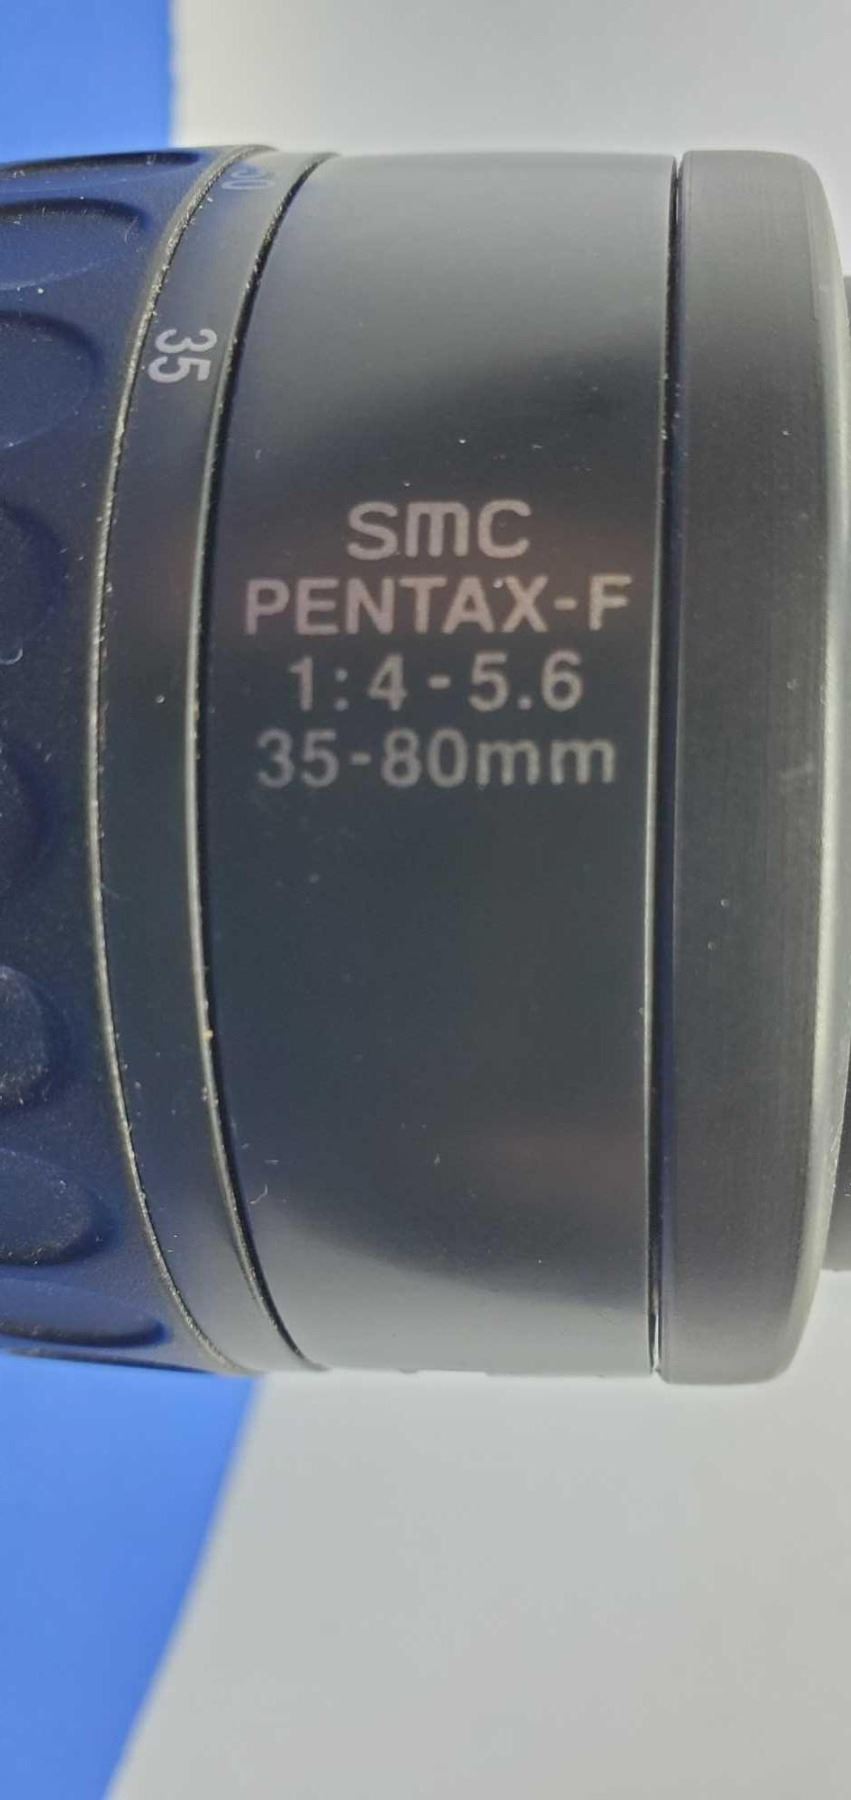 35
SMC
PENTAX-F
1:4-5.6
35-80mm